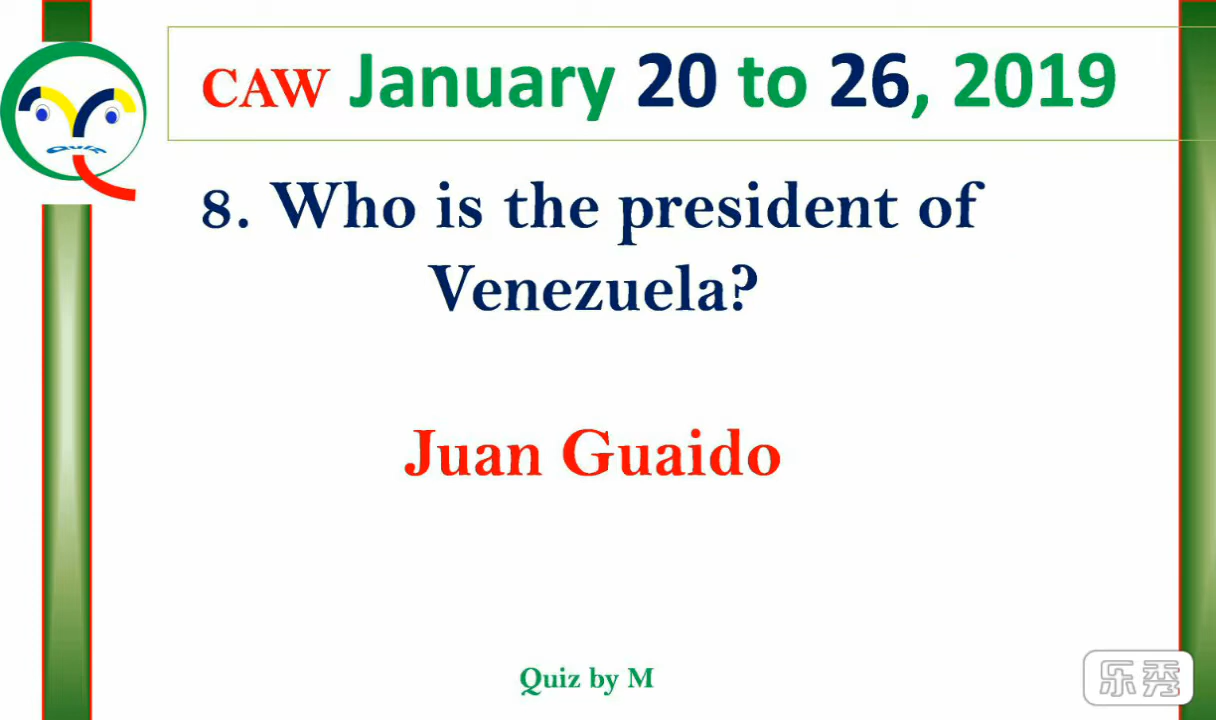 CAW January 20 to 26, 2019
Quiz
8. Who is the president of
Venezuela?
Juan Guaido
Quiz by M
乐秀